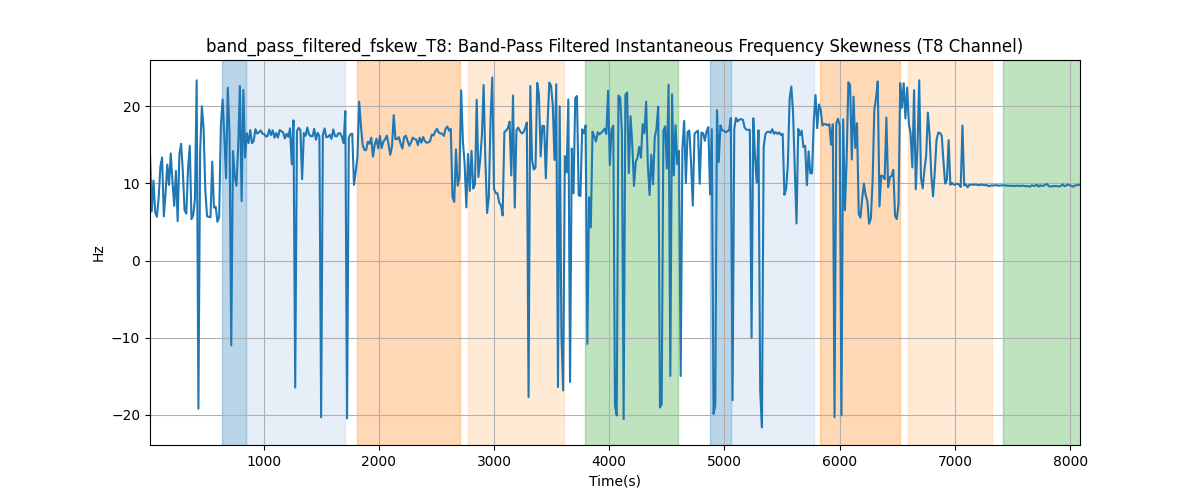 band_pass_filtered_fskew_T8: Band-Pass Filtered Instantaneous Frequency Skewness (T8 Channel)
20
10
0
−10
−20
Hz
1000 2000 3000 4000 5000 6000 7000 8000
Time(s)